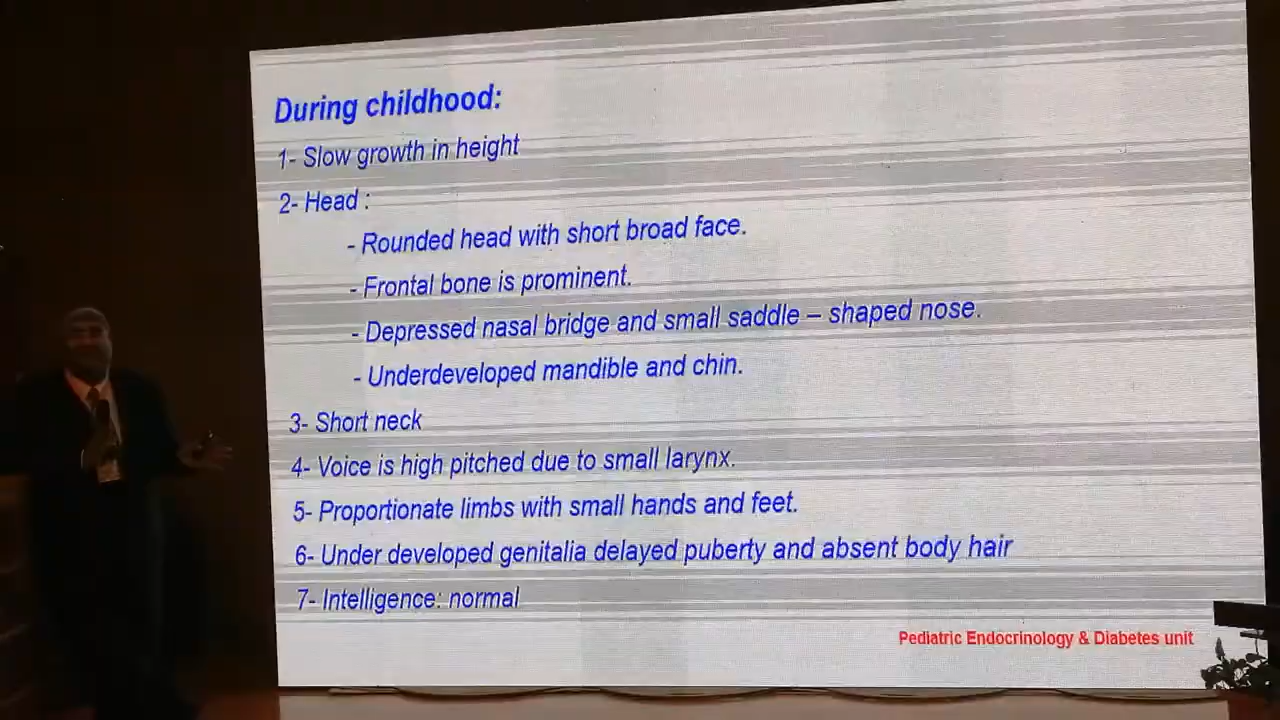 During childhood:
1- Slow growth in height
2- Head :
- Rounded head with short broad face.
- Frontal bone is prominent.
- Depressed nasal bridge and small saddle – shaped nose.
- Underdeveloped mandible and chin.
3- Short neck
4- Voice is high pitched due to small larynx.
5- Proportionate limbs with small hands and feet.
6- Under developed genitalia delayed puberty and absent body hair
7- Intelligence: normal
Pediatric Endocrinology & Diabetes unit